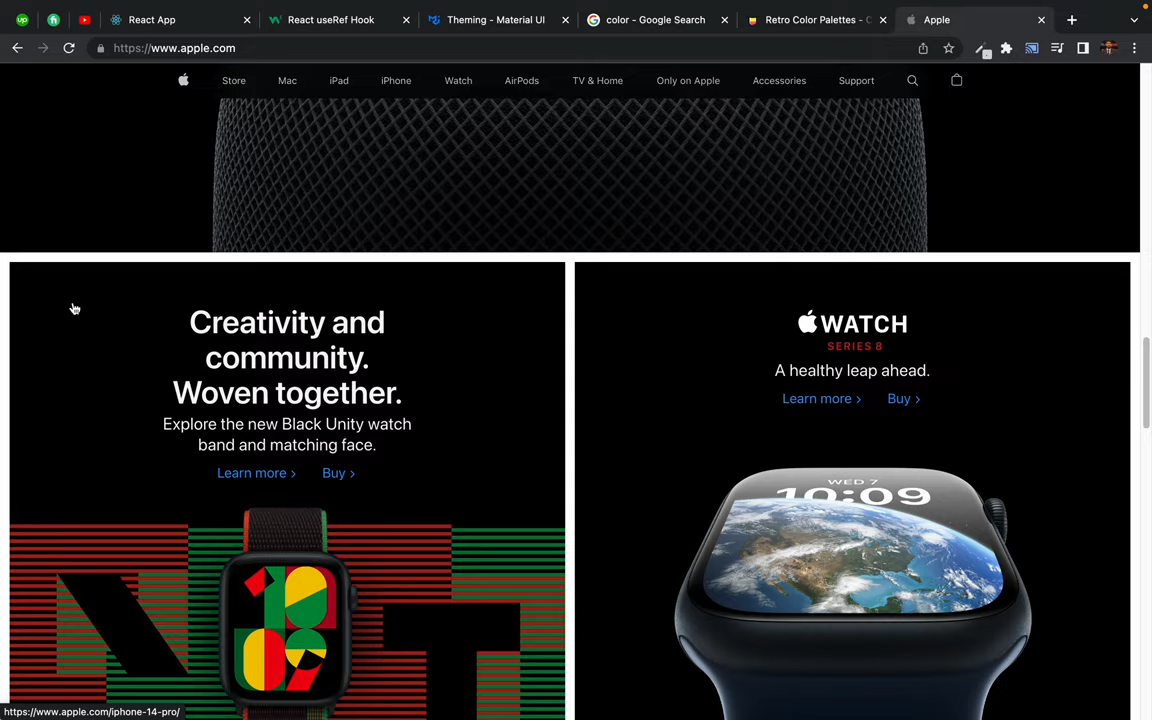 React App
React useRef Hook
Theming - Material UI
color - Google Search
Retro Color Palettes - C
Apple
https://www.apple.com
Store
Mac
iPad
iPhone
Watch
AirPods
TV & Home
Only on Apple
Accessories
Support
Creativity and
community.
Woven together.
Explore the new Black Unity watch
band and matching face.
Learn more >
Buy >
WATCH
SERIES 8
A healthy leap ahead.
Learn more >
Buy >
WED 7
10:09
10
09
https://www.apple.com/iphone-14-pro/